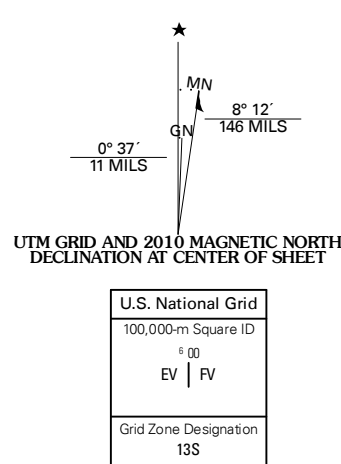 ★
MN
GN
8° 12´
146 MILS
0° 37´
11 MILS
UTM GRID AND 2010 MAGNETIC NORTH
DECLINATION AT CENTER OF SHEET
U.S. National Grid
100,000-m Square ID
6 00
EV FV
Grid Zone Designation
13S